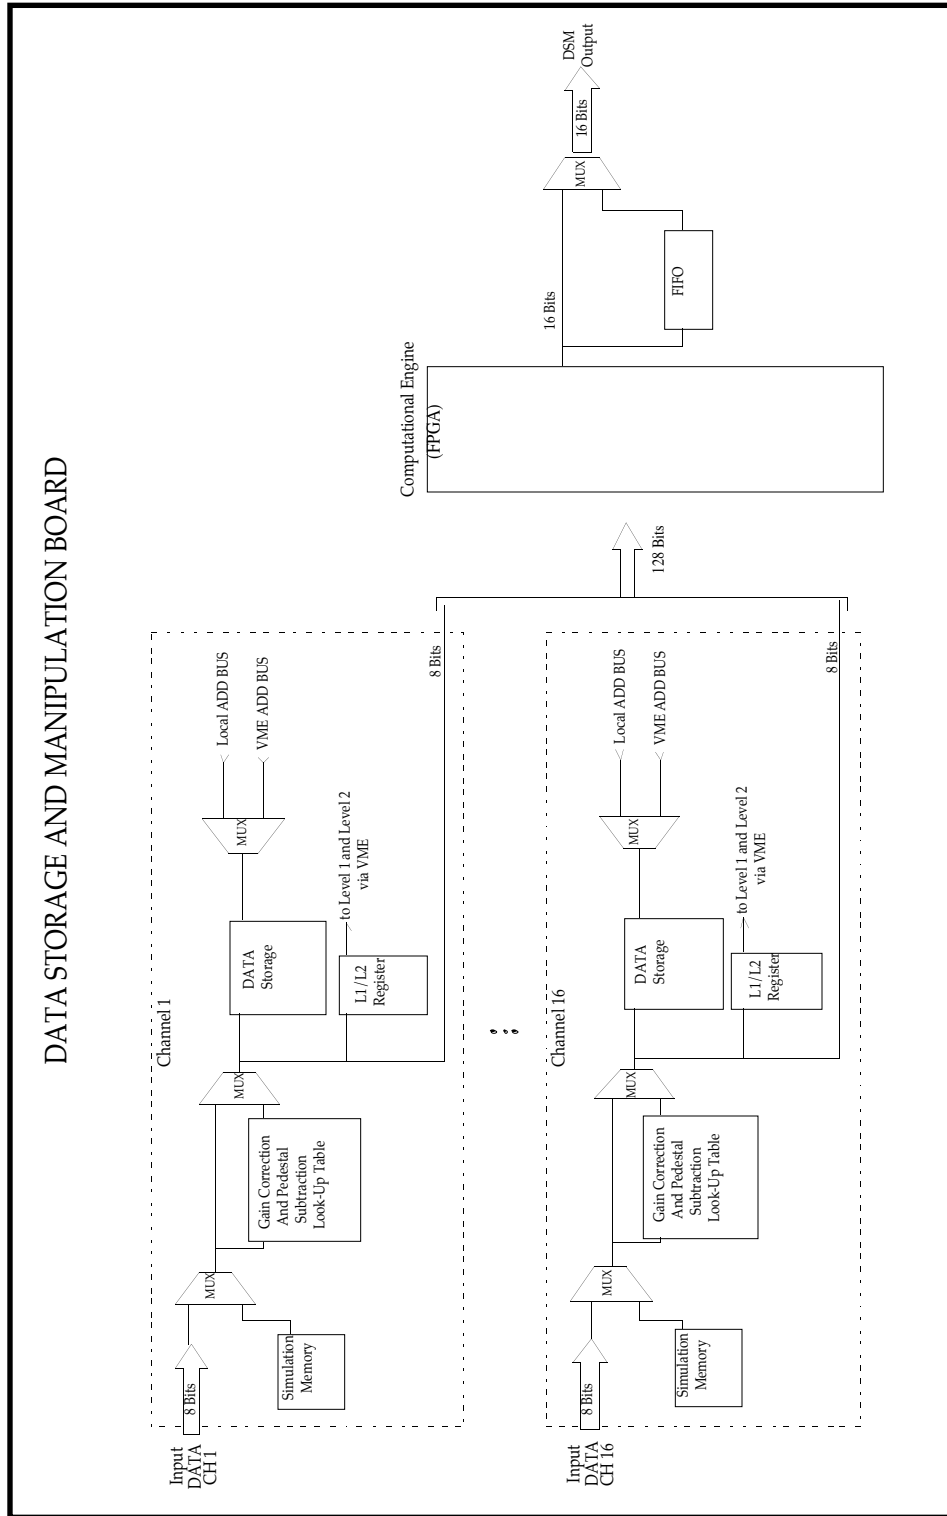 DATA STORAGE AND MANIPULATION BOARD
Channel 1
Input
DATA
CH 1
8 Bits
Simulation
Memory
MUX
Gain Correction
And Pedestal
Subtraction
Look-Up Table
MUX
DATA
Storage
L1/L2
Register
to Level 1 and Level 2
via VME
MUX
Local ADD BUS
VME ADD BUS
8 Bits
Channel 16
Input
DATA
CH 16
8 Bits
Simulation
Memory
MUX
Gain Correction
And Pedestal
Subtraction
Look-Up Table
MUX
DATA
Storage
L1/L2
Register
to Level 1 and Level 2
via VME
MUX
Local ADD BUS
VME ADD BUS
8 Bits
128 Bits
Computational Engine
(FPGA)
16 Bits
FIFO
MUX
16 Bits
DSM
Output